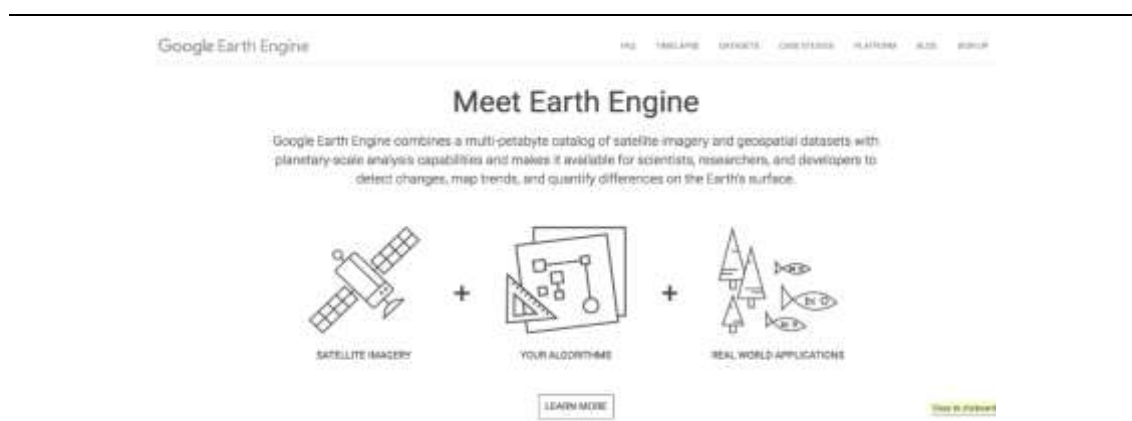 Google Earth Engine
FAQ TIMELAPSE DATASETS CASE STUDIES PLATFORM BLOG SIGN UP
Meet Earth Engine
Google Earth Engine combines a multi-petabyte catalog of satellite imagery and geospatial datasets with
planetary-scale analysis capabilities and makes it available for scientists, researchers, and developers to
detect changes, map trends, and quantify differences on the Earth's surface.
+ +
SATELLITE IMAGERY YOUR ALGORITHMS REAL WORLD APPLICATIONS
LEARN MORE